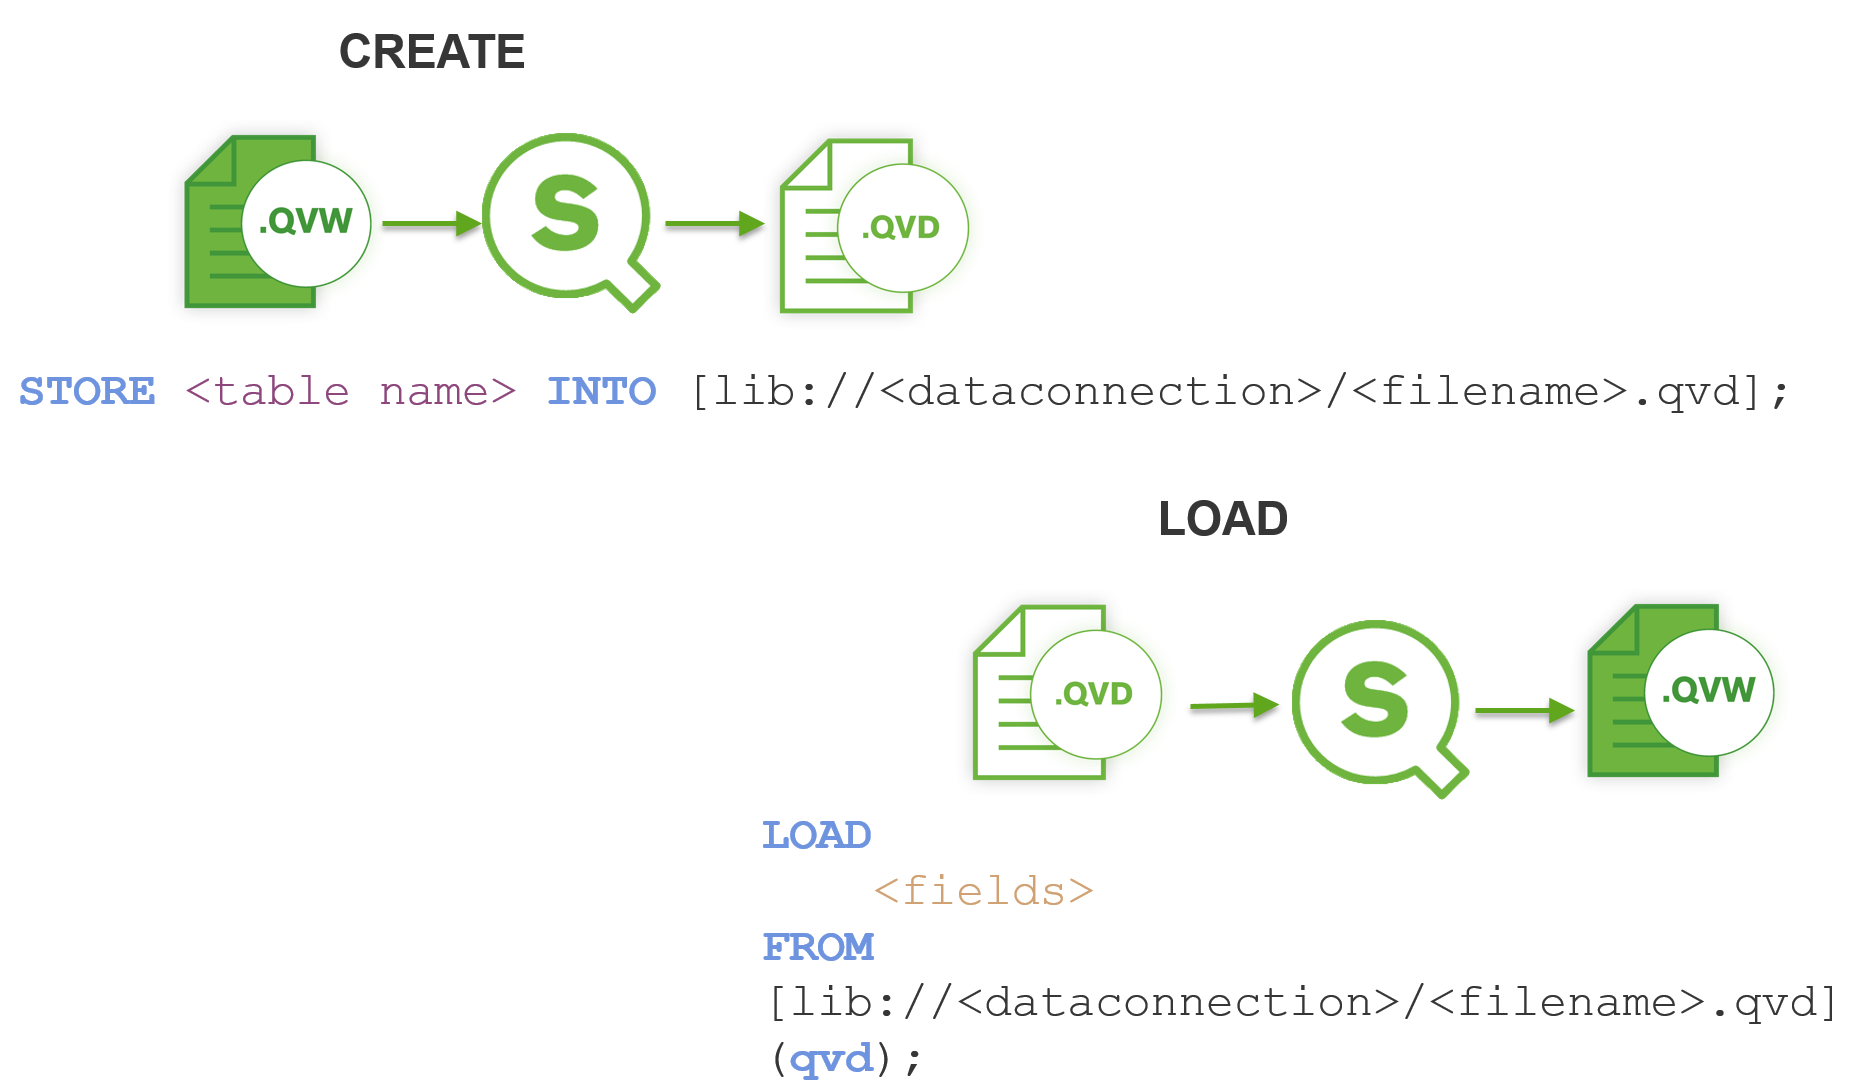 CREATE
.QVW
S
.QVD
STORE <table name> INTO [lib://<dataconnection>/<filename>.qvd];
LOAD
.QVD
S
.QVW
LOAD
<fields>
FROM
[lib://<dataconnection>/<filename>.qvd]
(qvd);